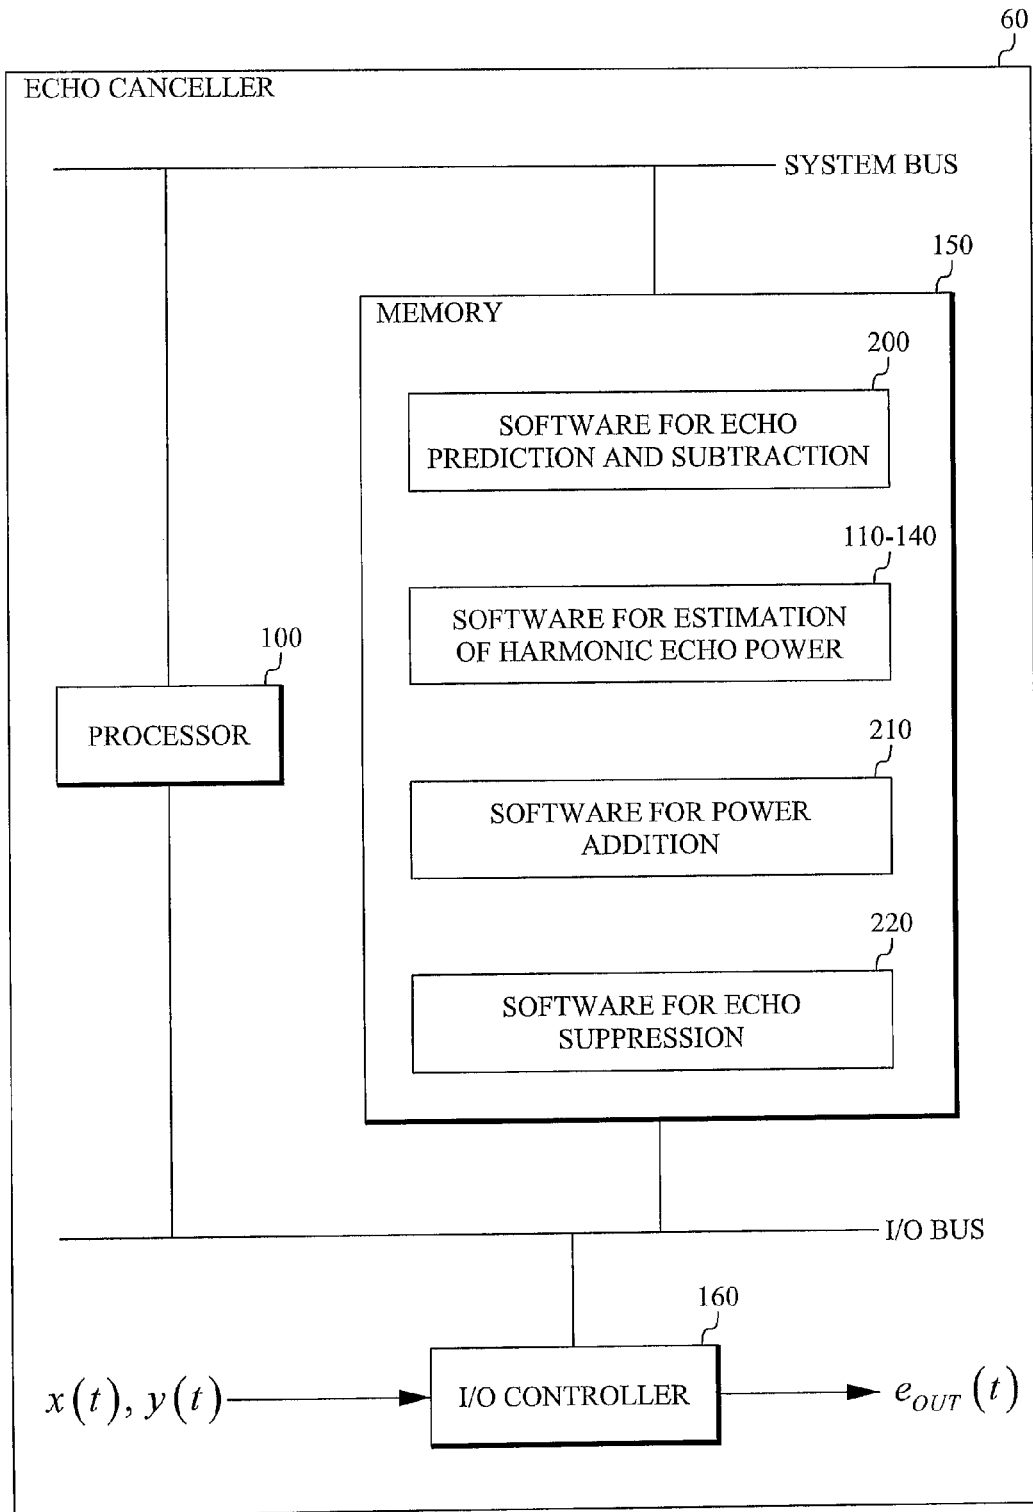 60
ECHO CANCELLER
SYSTEM BUS
150
MEMORY
200
SOFTWARE FOR ECHO
PREDICTION AND SUBTRACTION
110-140
SOFTWARE FOR ESTIMATION
OF HARMONIC ECHO POWER
100
PROCESSOR
210
SOFTWARE FOR POWER
ADDITION
220
SOFTWARE FOR ECHO
SUPPRESSION
I/O BUS
160
x(t), y(t)
I/O CONTROLLER
e_OUT(t)